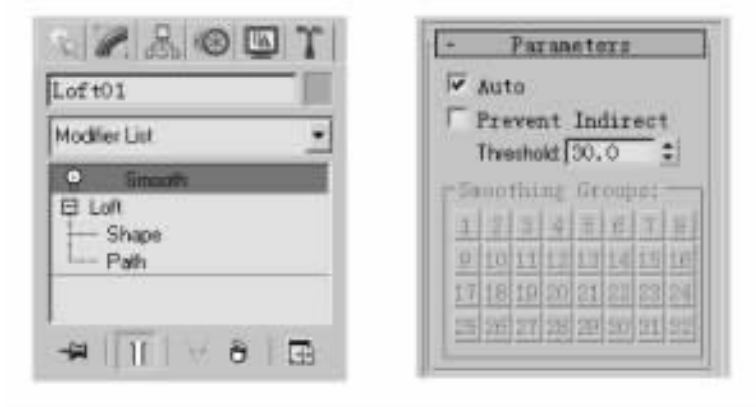 Loft01
Modifier List
Smooth
Loft
Shape
Path
- Parameters
Auto
Prevent Indirect
Threshold: 30.0
Smoothing Groups:
1 2 3 4 5 6 7 8
9 10 11 12 13 14 15 16
17 18 19 20 21 22 23 24
25 26 27 28 29 30 31 32